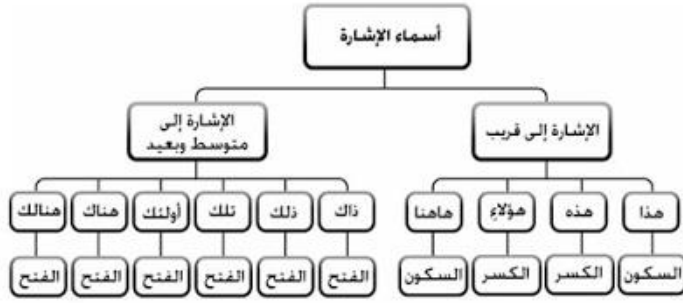 أسماء الإشارة
الإشارة إلى قريب
الإشارة إلى
متوسط وبعيد
هذا هذه هؤلاءِ هاهنا
ذاك ذلك تلك أولئك هناك هنالك
السكون الكسر الكسر السكون
الفتح الفتح الفتح الفتح الفتح الفتح